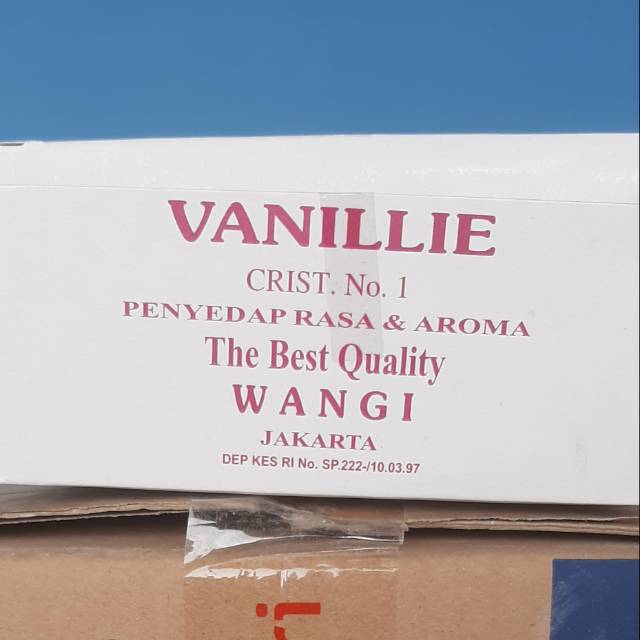 VANILLIE
CRIST. No. 1
PENYEDAP RASA & AROMA
The Best Quality
WANGI
JAKARTA
DEP KES RI No. SP.222-/10.03.97